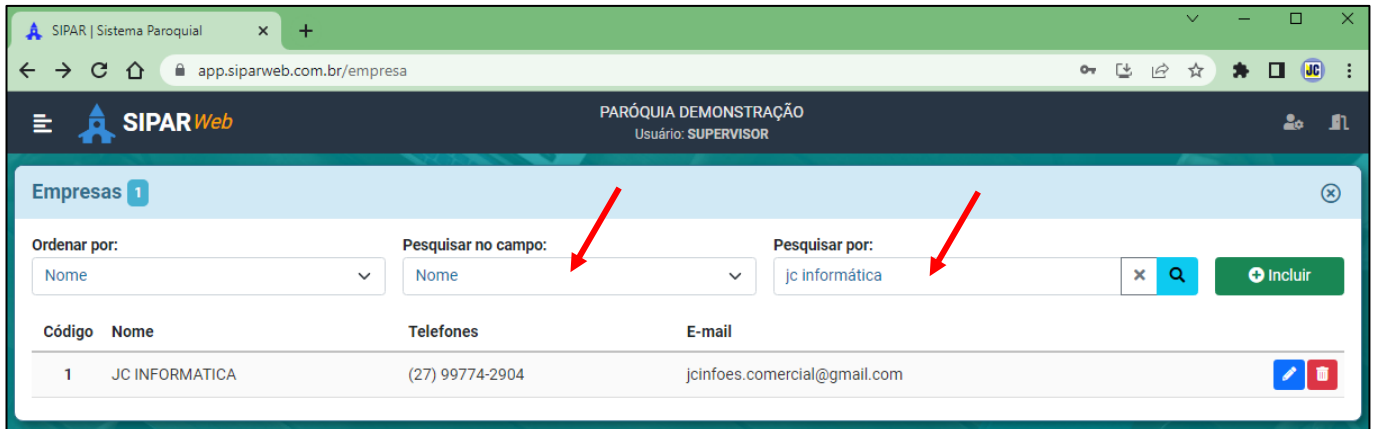 SIPAR | Sistema Paroquial
app.siparweb.com.br/empresa
JC
SIPAR Web
PARÓQUIA DEMONSTRAÇÃO
Usuário: SUPERVISOR
Empresas 1
Ordenar por: Pesquisar no campo: Pesquisar por:
Nome Nome jc informática Incluir
Código Nome Telefones E-mail
1 JC INFORMATICA (27) 99774-2904 jcinfoes.comercial@gmail.com